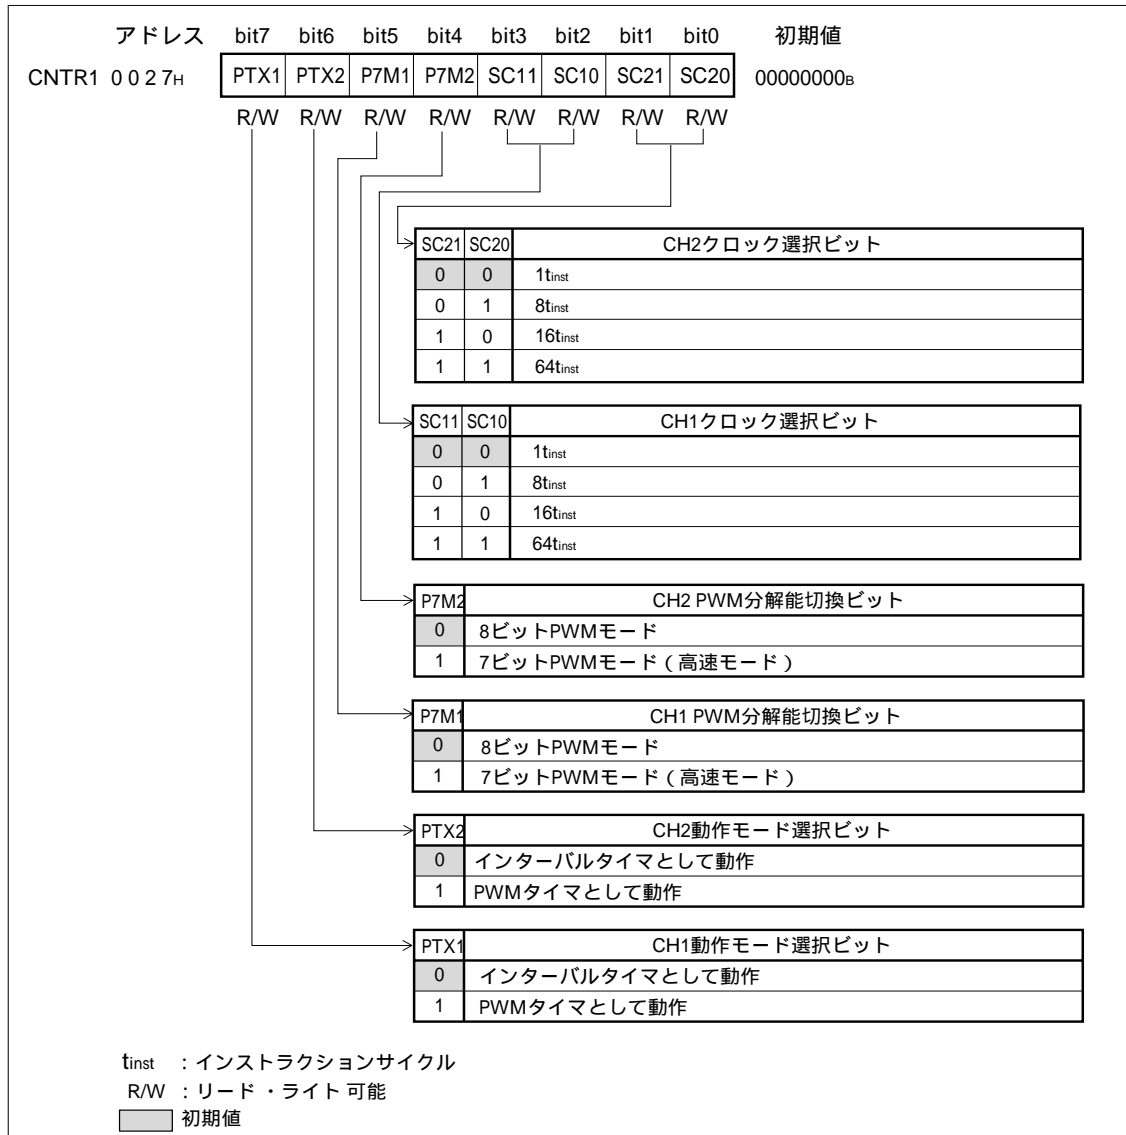 アドレス bit7 bit6 bit5 bit4 bit3 bit2 bit1 bit0 初期値
CNTR1 0 0 2 7H PTX1 PTX2 P7M1 P7M2 SC11 SC10 SC21 SC20 00000000B
R/W R/W R/W R/W R/W R/W R/W R/W
SC21 SC20 CH2クロック選択ビット
0 0 1tinst
0 1 8tinst
1 0 16tinst
1 1 64tinst
SC11 SC10 CH1クロック選択ビット
0 0 1tinst
0 1 8tinst
1 0 16tinst
1 1 64tinst
P7M2 CH2 PWM分解能切換ビット
0 8ビットPWMモード
1 7ビットPWMモード ( 高速モード )
P7M1 CH1 PWM分解能切換ビット
0 8ビットPWMモード
1 7ビットPWMモード ( 高速モード )
PTX2 CH2動作モード選択ビット
0 インターバルタイマとして動作
1 PWMタイマとして動作
PTX1 CH1動作モード選択ビット
0 インターバルタイマとして動作
1 PWMタイマとして動作
tinst : インストラクションサイクル
R/W : リード ・ ライト 可能
初期値